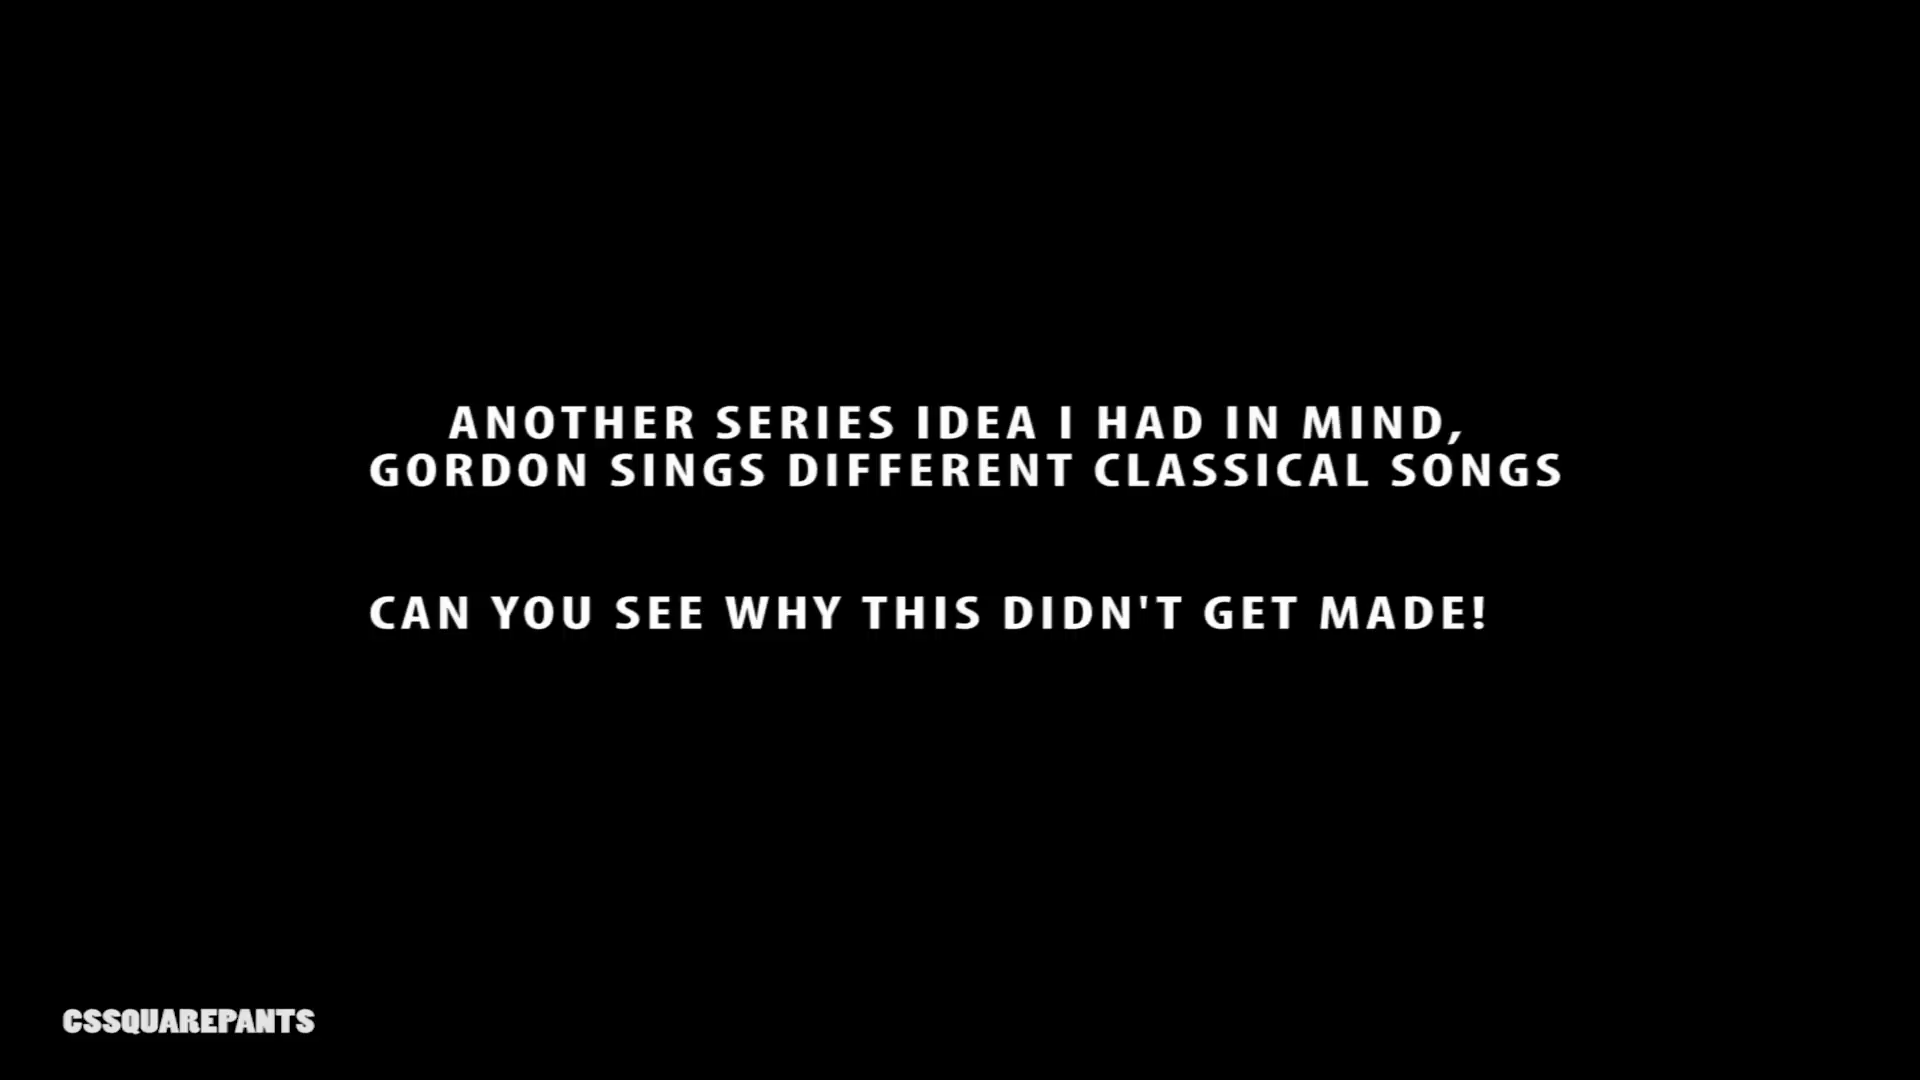 ANOTHER SERIES IDEA I HAD IN MIND,
GORDON SINGS DIFFERENT CLASSICAL SONGS
CAN YOU SEE WHY THIS DIDN'T GET MADE!
CSSQUAREPANTS